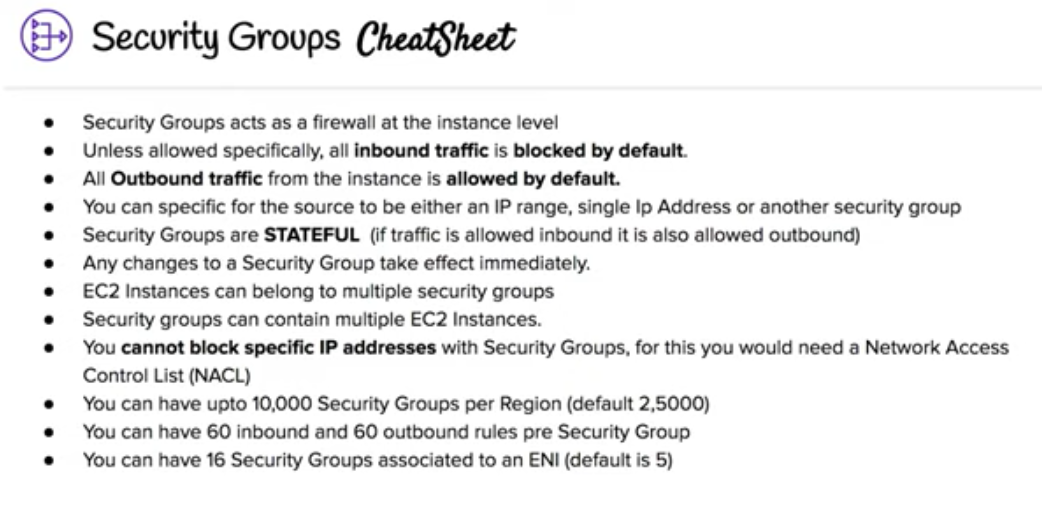 Security Groups CheatSheet
• Security Groups acts as a firewall at the instance level
• Unless allowed specifically, all inbound traffic is blocked by default.
• All Outbound traffic from the instance is allowed by default.
• You can specific for the source to be either an IP range, single Ip Address or another security group
• Security Groups are STATEFUL (if traffic is allowed inbound it is also allowed outbound)
• Any changes to a Security Group take effect immediately.
• EC2 Instances can belong to multiple security groups
• Security groups can contain multiple EC2 Instances.
• You cannot block specific IP addresses with Security Groups, for this you would need a Network Access
Control List (NACL)
• You can have upto 10,000 Security Groups per Region (default 2,5000)
• You can have 60 inbound and 60 outbound rules pre Security Group
• You can have 16 Security Groups associated to an ENI (default is 5)